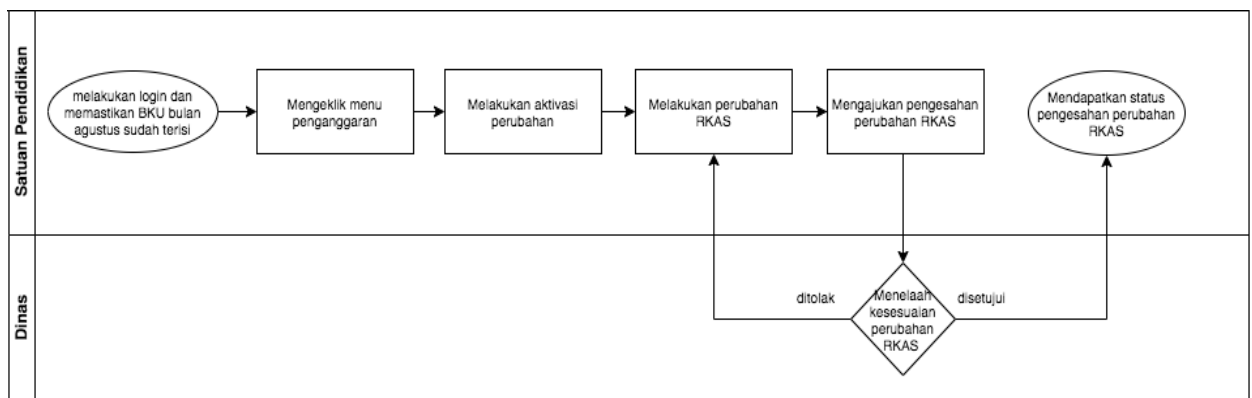 Satuan Pendidikan
melakukan login dan
memastikan BKU bulan
agustus sudah terisi
Mengeklik menu
penganggaran
Melakukan aktivasi
perubahan
Melakukan perubahan
RKAS
Mengajukan pengesahan
perubahan RKAS
Mendapatkan status
pengesahan perubahan
RKAS
Dinas
ditolak
Menelaah
kesesuaian
perubahan
RKAS
disetujui